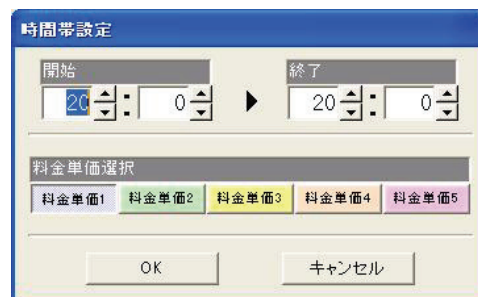 時間帯設定
開始 終了
20 : 0 ▶ 20 : 0
料金単価選択
料金単価1 料金単価2 料金単価3 料金単価4 料金単価5
OK キャンセル